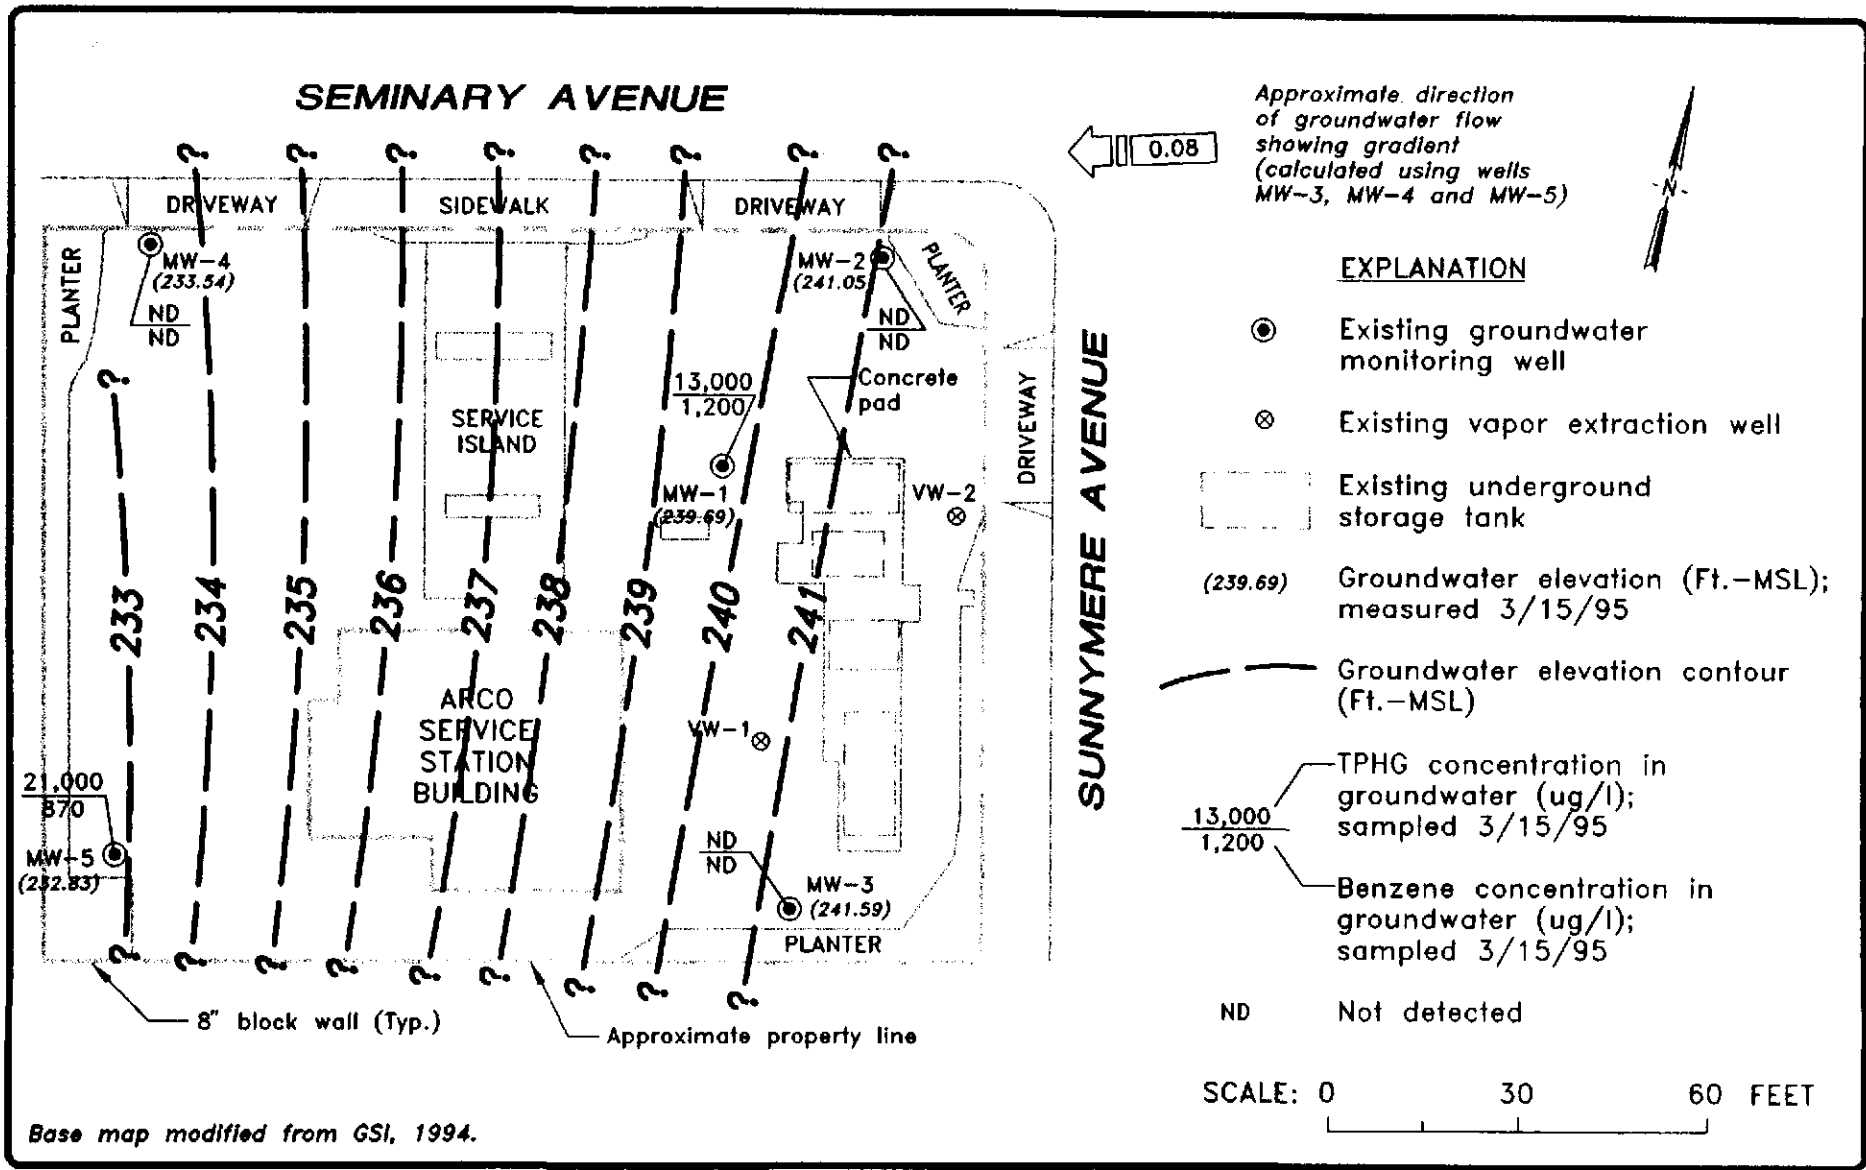 SEMINARY AVENUE
? ? ? ? ? ? ? ?
0.08
Approximate direction
of groundwater flow
showing gradient
(calculated using wells
MW-3, MW-4 and MW-5)
N
DRIVEWAY
SIDEWALK
DRIVEWAY
PLANTER
MW-4
(233.54)
ND
ND
MW-2
(241.05)
ND
ND
PLANTER
?
13,000
1,200
MW-1
(239.69)
Concrete
pad
SERVICE
ISLAND
VW-2
DRIVEWAY
SUNNYMERE AVENUE
233
234
235
236
237
238
239
240
241
ARCO
SERVICE
STATION
BUILDING
VW-1
21,000
870
MW-5
(232.83)
ND
ND
MW-3
(241.59)
PLANTER
? ? ? ? ? ? ? ? ?
8" block wall (Typ.)
Approximate property line
EXPLANATION
Existing groundwater
monitoring well
Existing vapor extraction well
Existing underground
storage tank
(239.69) Groundwater elevation (Ft.-MSL);
measured 3/15/95
Groundwater elevation contour
(Ft.-MSL)
TPHG concentration in
groundwater (ug/l);
sampled 3/15/95
13,000
1,200
Benzene concentration in
groundwater (ug/l);
sampled 3/15/95
ND Not detected
SCALE: 0 30 60 FEET
Base map modified from GSI, 1994.